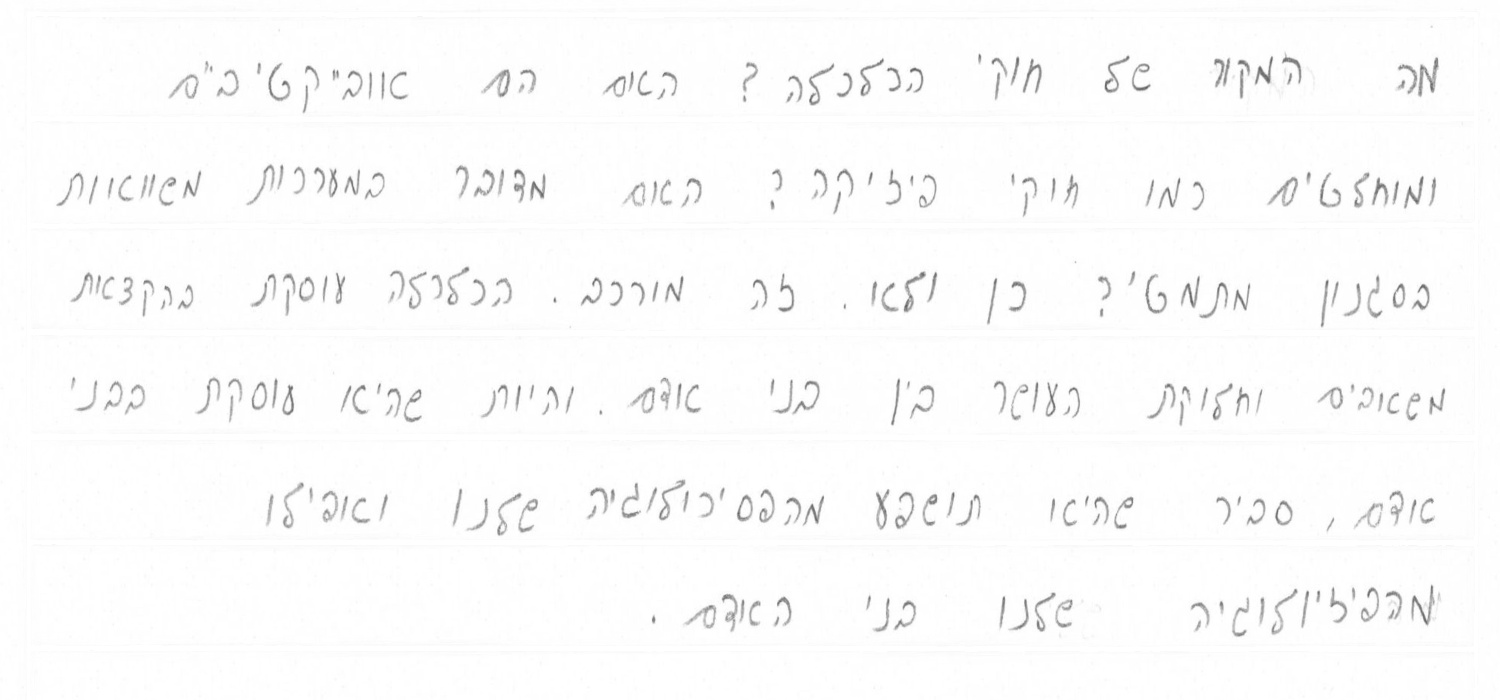 מה המקור של חוקי הכלכלה? האם הם אוביייקטיביים
ומוחלטים כמו חוקי פיזיקה? האם מדובר במערכות משוואות
בסגנון מתמטי? כן ולא. זה מורכב. הכלכלה עוסקת בהקצאת
משאבים וחלוקת העושר בין בני אדם. והיות שהיא עוסקת בבני
אדם, סביר שהיא תושפע מהפסיכולוגיה שלנו ואפילו
מהפיזיולוגיה שלנו בני האדם.